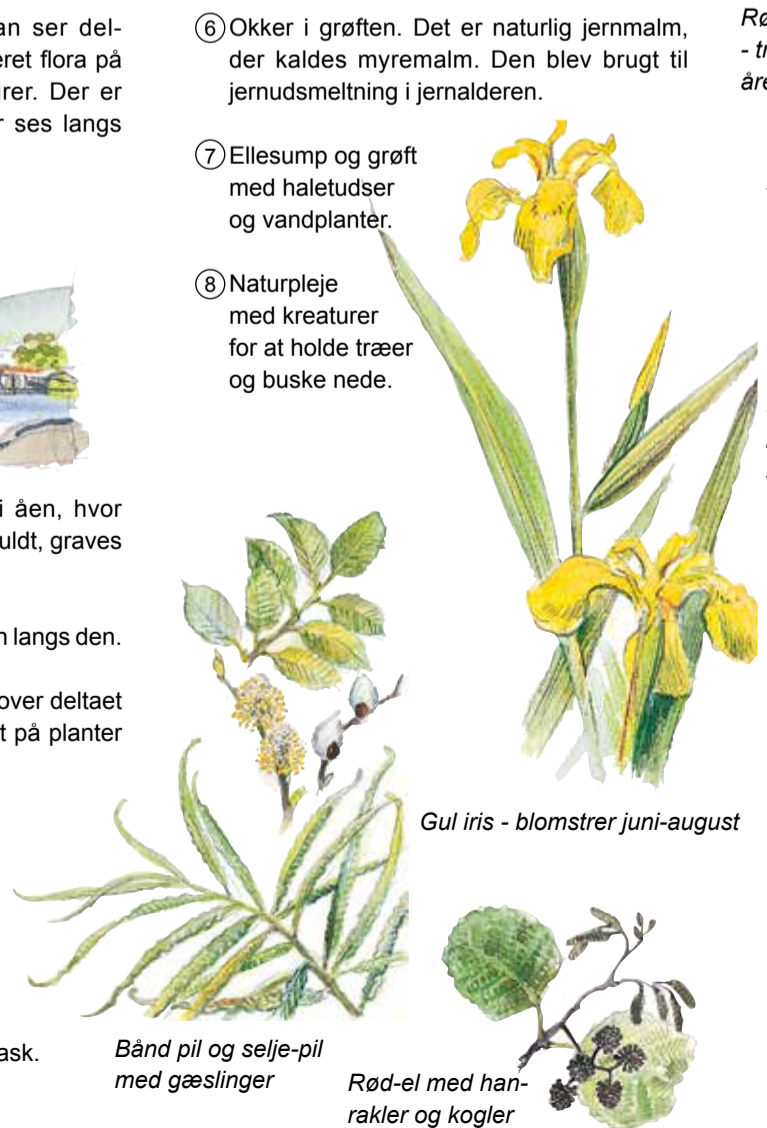 an ser del-
eret flora på
rer. Der er
r ses langs
i åen, hvor
uldt, graves
langs den.
over deltaet
t på planter
ask.
6 Okker i grøften. Det er naturlig jernmalm,
der kaldes myremalm. Den blev brugt til
jernudsmeltning i jernalderen.
7 Ellesump og grøft
med haletudser
og vandplanter.
8 Naturpleje
med kreaturer
for at holde træer
og buske nede.
Gul iris - blomstrer juni-august
Bånd pil og selje-pil
med gæslinger
Rød-el med han-
rakler og kogler